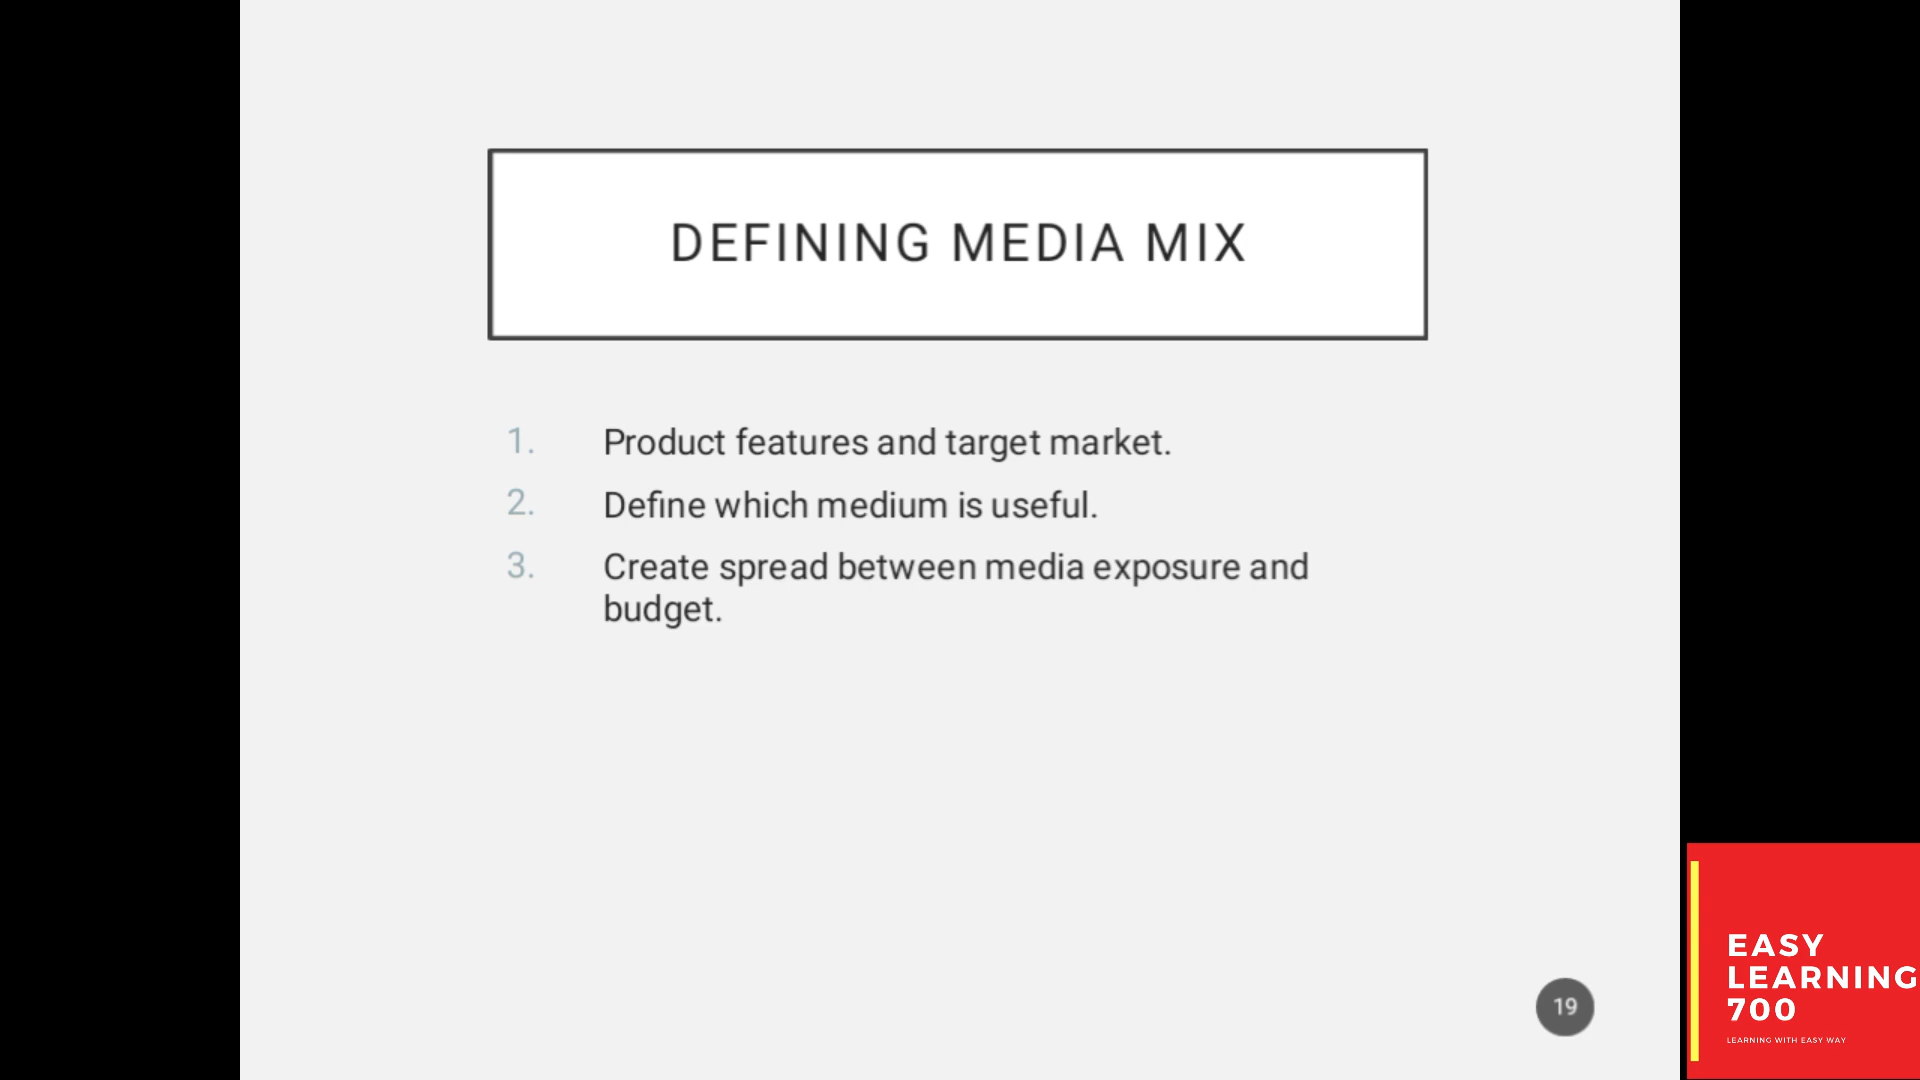 DEFINING MEDIA MIX
1. Product features and target market.
2. Define which medium is useful.
3. Create spread between media exposure and
budget.
19
EASY
LEARNING
700
LEARNING WITH EASY WAY